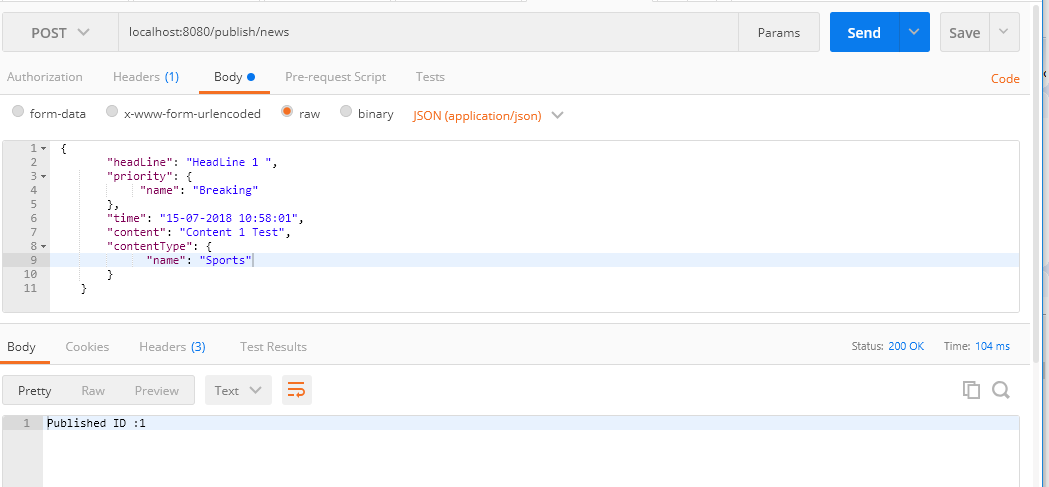 POST localhost:8080/publish/news Params Send Save
Authorization Headers (1) Body Pre-request Script Tests Code
form-data x-www-form-urlencoded raw binary JSON (application/json)
1 {
2 "headLine": "HeadLine 1 ",
3 "priority": {
4 "name": "Breaking"
5 },
6 "time": "15-07-2018 10:58:01",
7 "content": "Content 1 Test",
8 "contentType": {
9 "name": "Sports"
10 }
11 }
Body Cookies Headers (3) Test Results Status: 200 OK Time: 104 ms
Pretty Raw Preview Text
1 Published ID :1